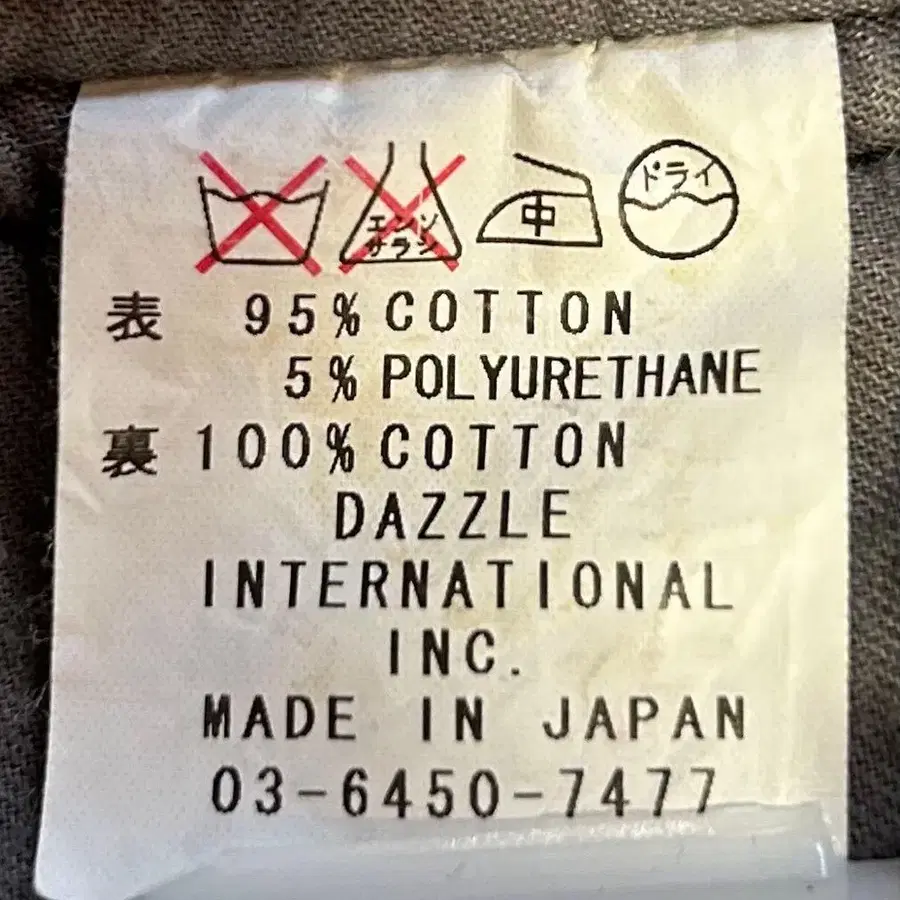 エンソ 中 ドライ
サラシ
表 95% COTTON
5% POLYURETHANE
裏 100% COTTON
DAZZLE
INTERNATIONAL
INC.
MADE IN JAPAN
03-6450-7477